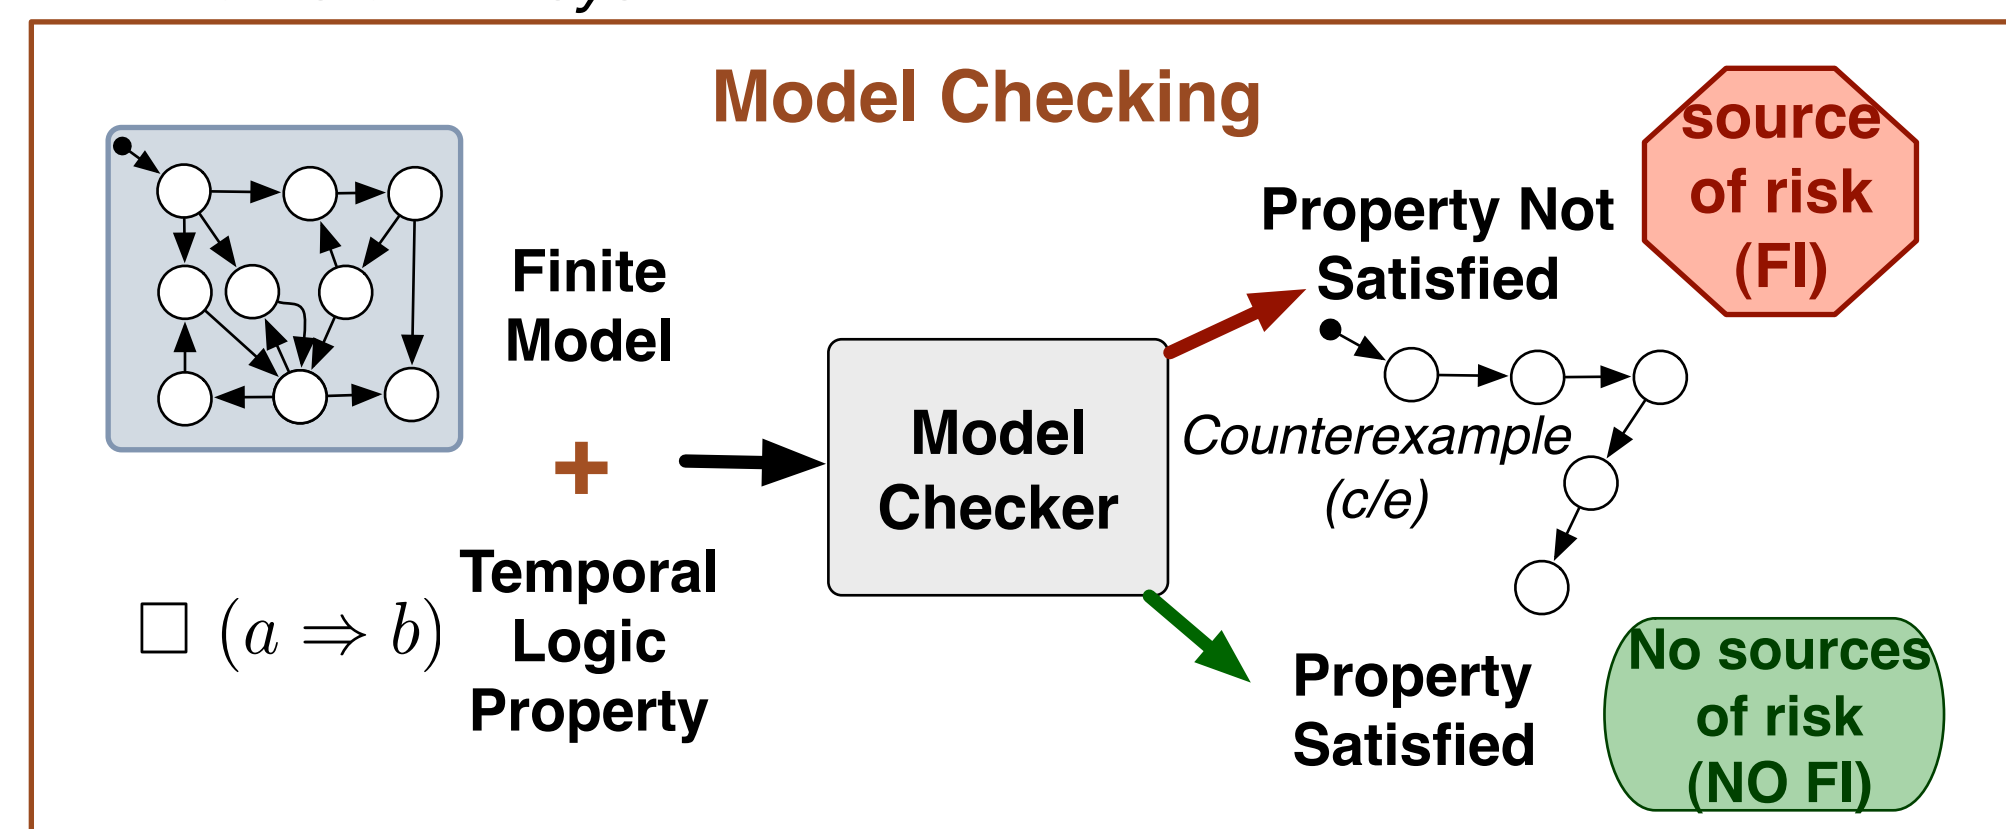 Model Checking
Finite
Model
+
Temporal
Logic
Property
□ (a ⇒ b)
Model
Checker
Property Not
Satisfied
source
of risk
(FI)
Counterexample
(c/e)
Property
Satisfied
No sources
of risk
(NO FI)